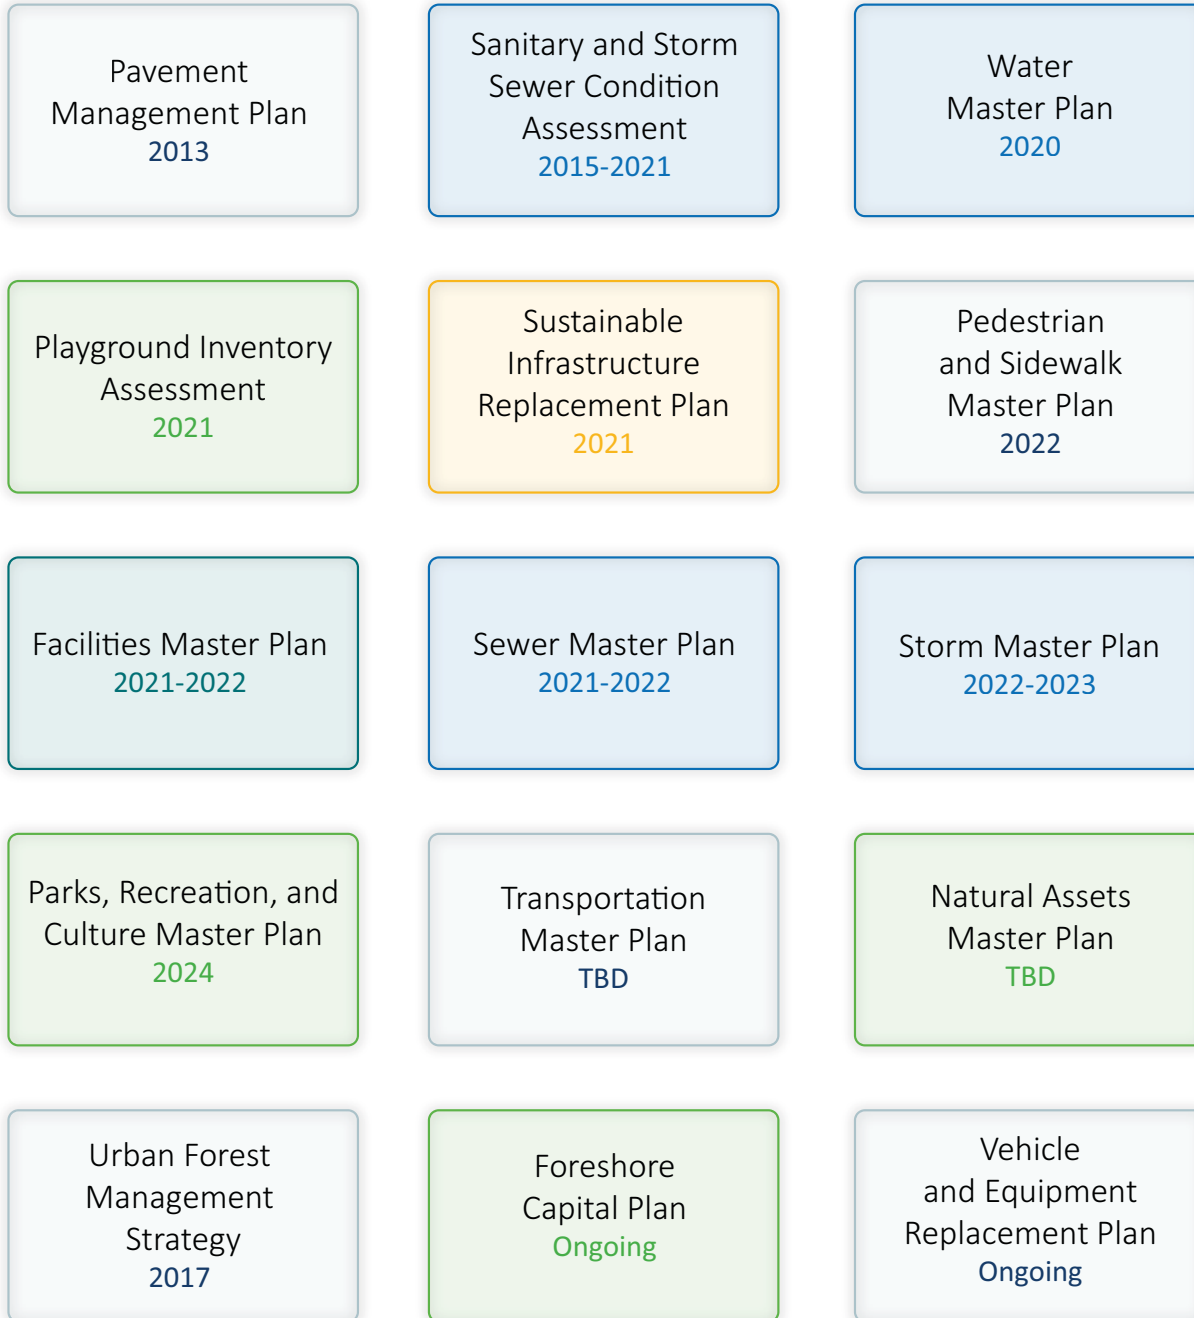 Pavement
Management Plan
2013
Sanitary and Storm
Sewer Condition
Assessment
2015-2021
Water
Master Plan
2020
Playground Inventory
Assessment
2021
Sustainable
Infrastructure
Replacement Plan
2021
Pedestrian
and Sidewalk
Master Plan
2022
Facilities Master Plan
2021-2022
Sewer Master Plan
2021-2022
Storm Master Plan
2022-2023
Parks, Recreation, and
Culture Master Plan
2024
Transportation
Master Plan
TBD
Natural Assets
Master Plan
TBD
Urban Forest
Management
Strategy
2017
Foreshore
Capital Plan
Ongoing
Vehicle
and Equipment
Replacement Plan
Ongoing